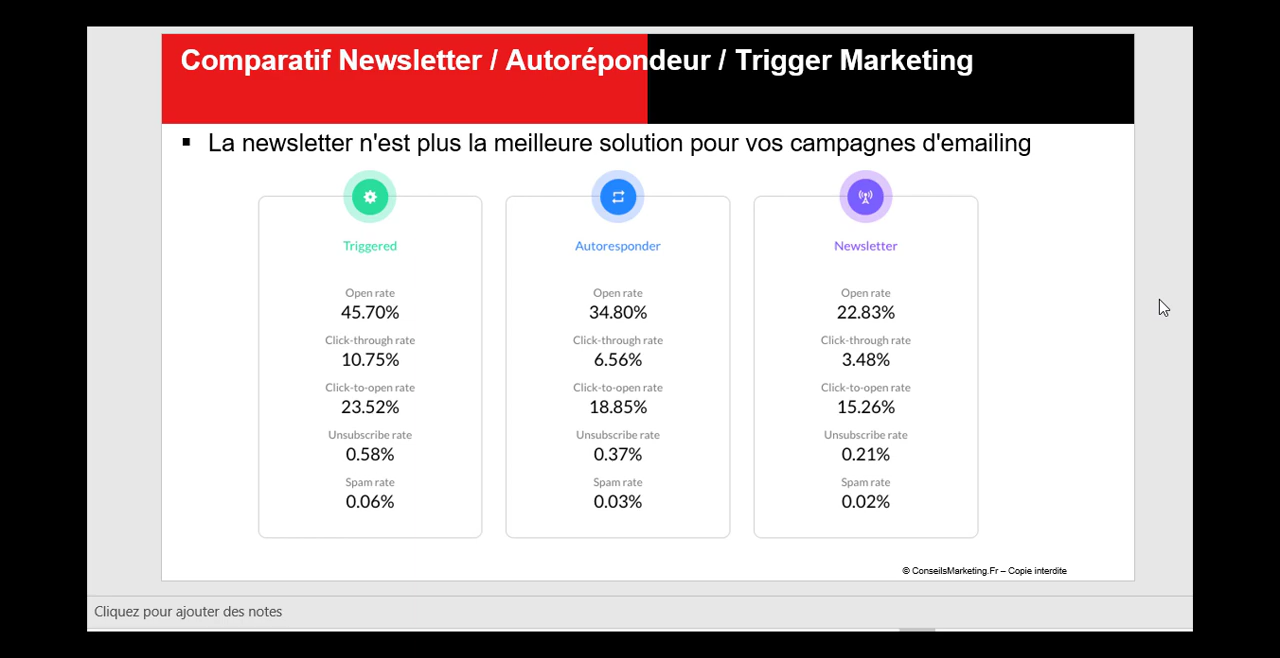 Comparatif Newsletter / Autorépondeur / Trigger Marketing
▪ La newsletter n'est plus la meilleure solution pour vos campagnes d'emailing
Triggered
Open rate
45.70%
Click-through rate
10.75%
Click-to-open rate
23.52%
Unsubscribe rate
0.58%
Spam rate
0.06%
Autoresponder
Open rate
34.80%
Click-through rate
6.56%
Click-to-open rate
18.85%
Unsubscribe rate
0.37%
Spam rate
0.03%
Newsletter
Open rate
22.83%
Click-through rate
3.48%
Click-to-open rate
15.26%
Unsubscribe rate
0.21%
Spam rate
0.02%
© ConseilsMarketing.Fr – Copie interdite
Cliquez pour ajouter des notes